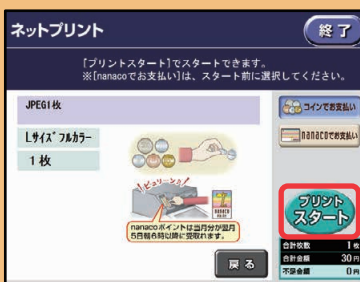 ネットプリント
終了
[プリントスタート]でスタートできます。
※[nanacoでお支払い]は、スタート前に選択してください。
JPEG1枚
Lサイズ フルカラー
1枚
コインでお支払い
nanacoでお支払い
ピューーン♪
nanacoポイントは当月分が翌月
5日朝6時以降に受取れます。
プリント
スタート
戻る
合計枚数 1枚
合計金額 30円
不足金額 0円